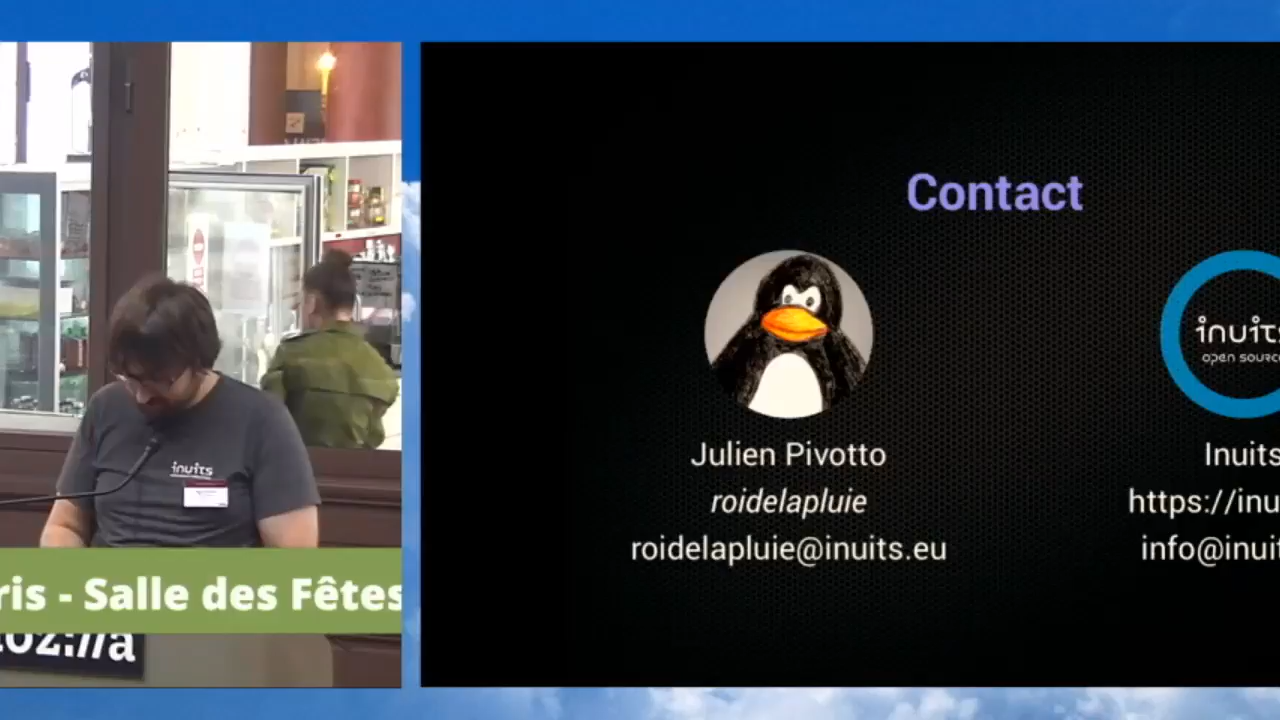 inuits
ris - Salle des Fêtes
moz://a
Contact
Julien Pivotto
roidelapluie
roidelapluie@inuits.eu
inuits
open source
Inuits
https://inu
info@inuit